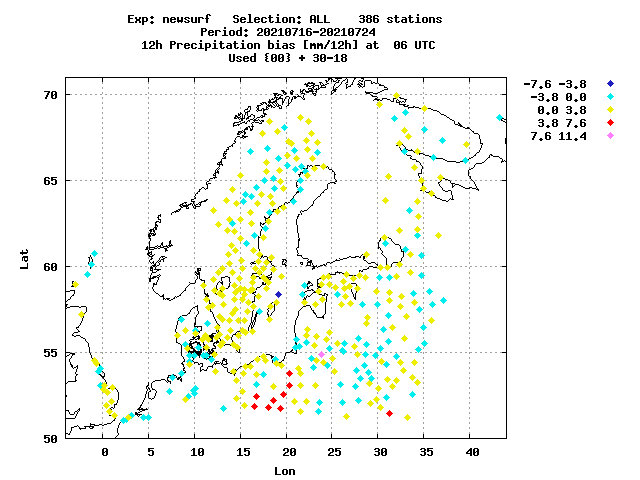 Exp: newsurf Selection: ALL 386 stations
Period: 20210716-20210724
12h Precipitation bias [mm/12h] at 06 UTC
Used {00} + 30-18
-7.6 -3.8
-3.8 0.0
0.0 3.8
3.8 7.6
7.6 11.4
70
65
60
55
50
Lat
0 5 10 15 20 25 30 35 40
Lon